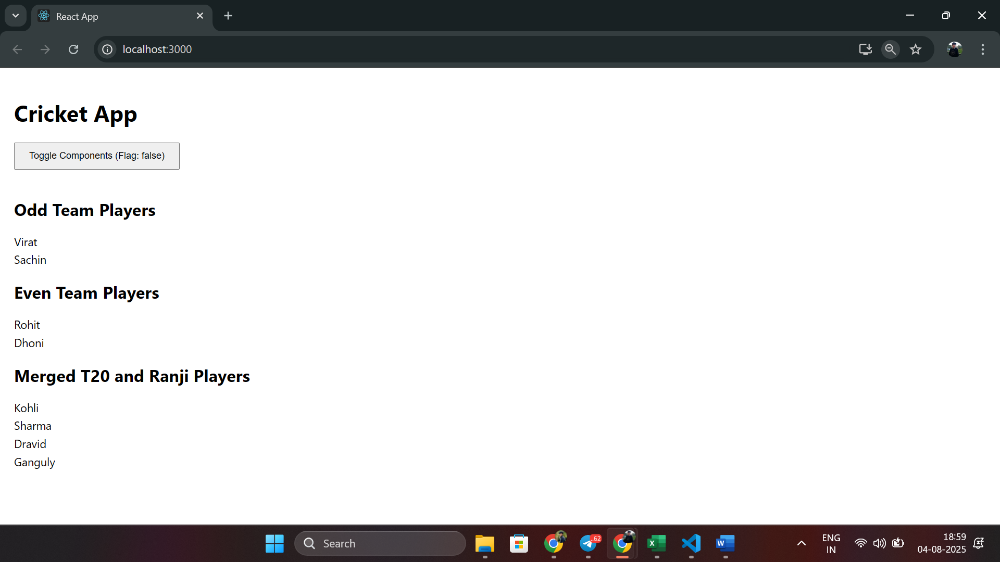 React App
localhost:3000
Cricket App
Toggle Components (Flag: false)
Odd Team Players
Virat
Sachin
Even Team Players
Rohit
Dhoni
Merged T20 and Ranji Players
Kohli
Sharma
Dravid
Ganguly
Search
..62
X
W
ENG
IN
18:59
04-08-2025